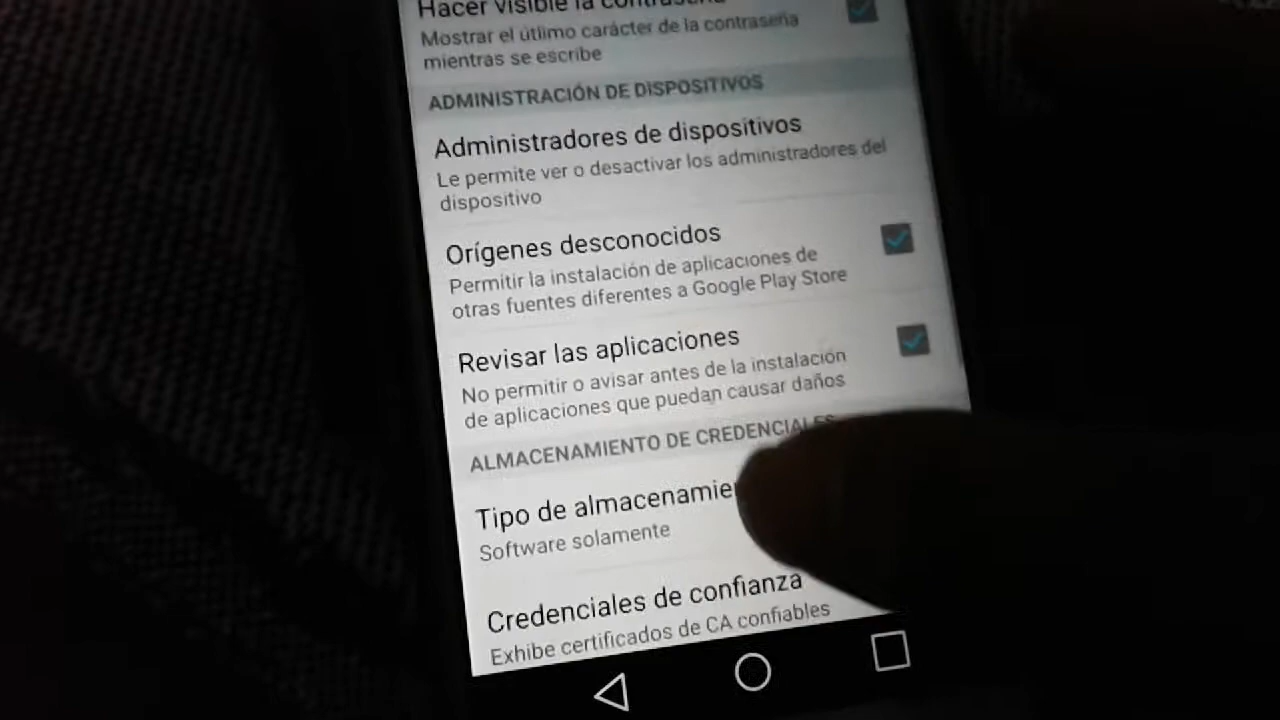 Hacer visible la contraseña
Mostrar el útlimo carácter de la contraseña
mientras se escribe
ADMINISTRACIÓN DE DISPOSITIVOS
Administradores de dispositivos
Le permite ver o desactivar los administradores del
dispositivo
Orígenes desconocidos
Permitir la instalación de aplicaciones de
otras fuentes diferentes a Google Play Store
Revisar las aplicaciones
No permitir o avisar antes de la instalación
de aplicaciones que puedan causar daños
ALMACENAMIENTO DE CREDENCIALES
Tipo de almacenamie
Software solamente
Credenciales de confianza
Exhibe certificados de CA confiables